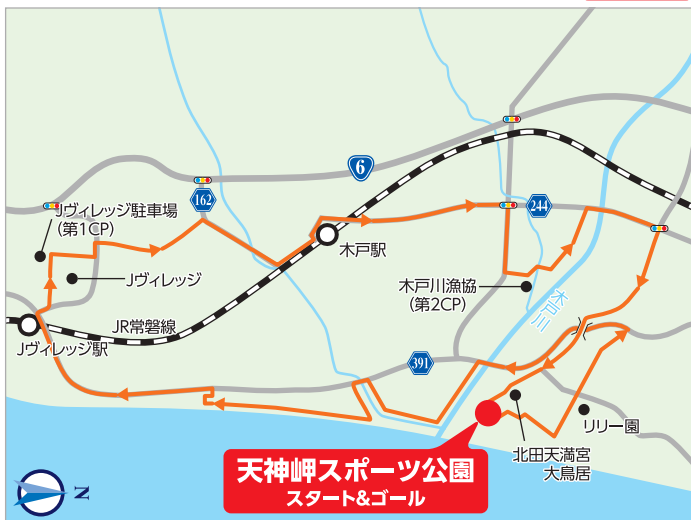 6
162
Jヴィレッジ駐車場
(第1CP)
木戸駅
244
Jヴィレッジ
木戸川漁協
(第2CP)
木戸川
JR常磐線
Jヴィレッジ駅
391
リリー園
北田天満宮
大鳥居
天神岬スポーツ公園
スタート&ゴール
N